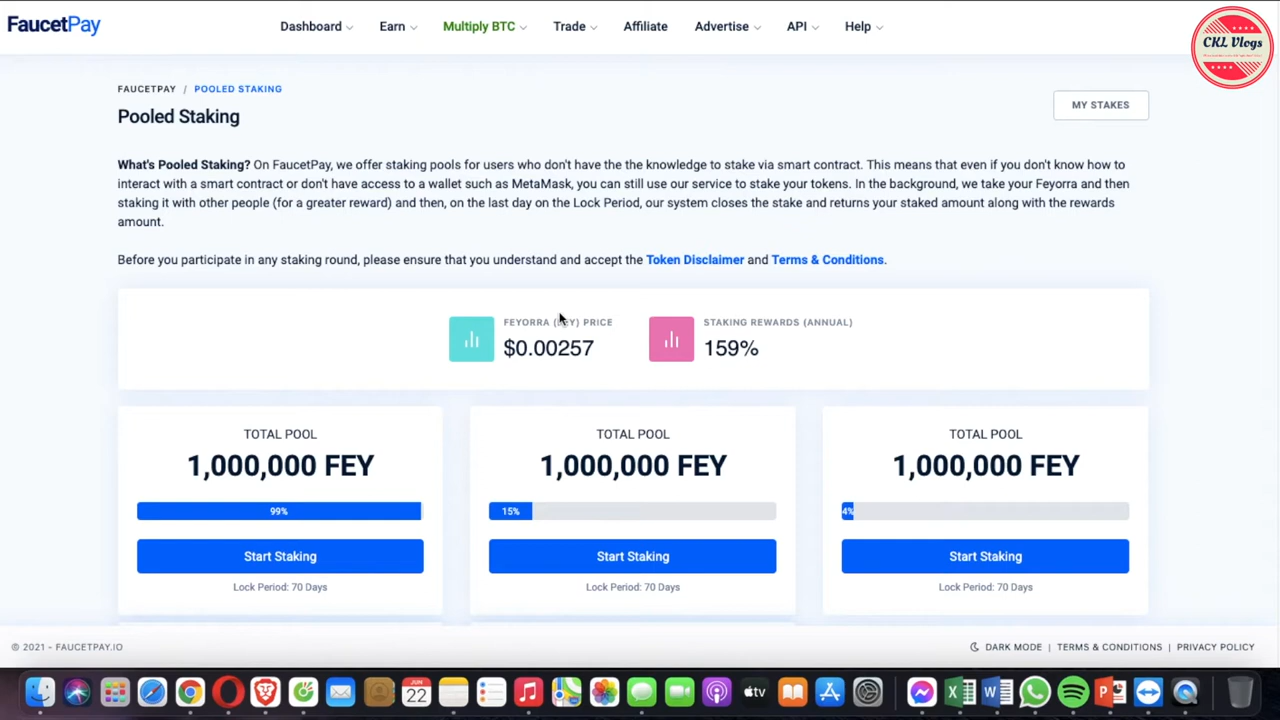 FaucetPay
Dashboard Earn Multiply BTC Trade Affiliate Advertise API Help
CKL Vlogs
FAUCETPAY / POOLED STAKING
Pooled Staking
MY STAKES
What's Pooled Staking? On FaucetPay, we offer staking pools for users who don't have the the knowledge to stake via smart contract. This means that even if you don't know how to
interact with a smart contract or don't have access to a wallet such as MetaMask, you can still use our service to stake your tokens. In the background, we take your Feyorra and then
staking it with other people (for a greater reward) and then, on the last day on the Lock Period, our system closes the stake and returns your staked amount along with the rewards
amount.
Before you participate in any staking round, please ensure that you understand and accept the Token Disclaimer and Terms & Conditions.
FEYORRA (FEY) PRICE
$0.00257
STAKING REWARDS (ANNUAL)
159%
TOTAL POOL
1,000,000 FEY
99%
Start Staking
Lock Period: 70 Days
TOTAL POOL
1,000,000 FEY
15%
Start Staking
Lock Period: 70 Days
TOTAL POOL
1,000,000 FEY
4%
Start Staking
Lock Period: 70 Days
© 2021 - FAUCETPAY.IO
DARK MODE | TERMS & CONDITIONS | PRIVACY POLICY
JUN
22
tv